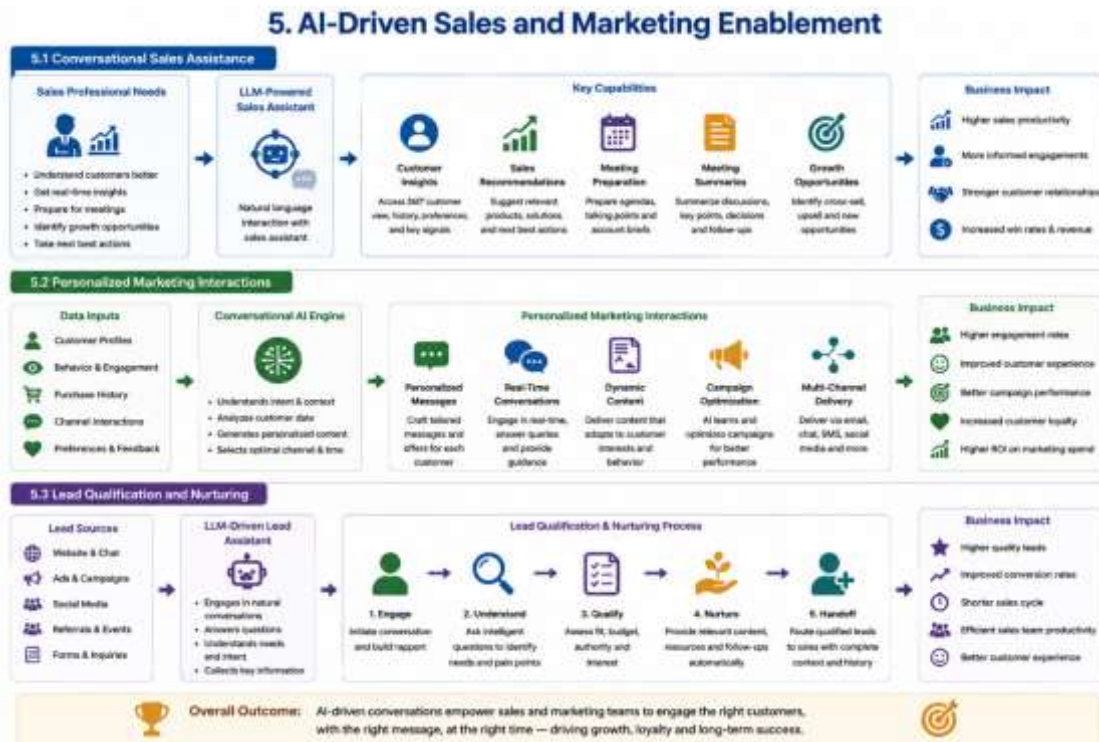 5. AI-Driven Sales and Marketing Enablement
5.1 Conversational Sales Assistance
Sales Professional Needs
• Understand customers better
• Get real-time insights
• Prepare for meetings
• Identify growth opportunities
• Take next best actions
LLM-Powered
Sales Assistant
Natural language
interaction with
sales assistant
Key Capabilities
Customer
Insights
Access 360° customer
view, history, preferences,
and key signals
Sales
Recommendations
Suggest relevant
products, solutions
and next best actions
Meeting
Preparation
Prepare agendas,
talking points and
account briefs
Meeting
Summaries
Summarize discussions,
key points, decisions
and follow-ups
Growth
Opportunities
Identify cross-sell,
upsell and new
opportunities
Business Impact
Higher sales productivity
More informed engagements
Stronger customer relationships
Increased win rates & revenue
5.2 Personalized Marketing Interactions
Data Inputs
Customer Profiles
Behavior & Engagement
Purchase History
Channel Interactions
Preferences & Feedback
Conversational AI Engine
• Understands intent & context
• Analyzes customer data
• Generates personalized content
• Selects optimal channel & time
Personalized Marketing Interactions
Personalized
Messages
Craft tailored
messages and
offers for each
customer
Real-Time
Conversations
Engage in real-time,
answer queries
and provide
guidance
Dynamic
Content
Deliver content that
adapts to customer
interests and
behavior
Campaign
Optimization
AI learns and
optimizes campaigns
for better
performance
Multi-Channel
Delivery
Deliver via email,
chat, SMS, social
media and more
Business Impact
Higher engagement rates
Improved customer experience
Better campaign performance
Increased customer loyalty
Higher ROI on marketing spend
5.3 Lead Qualification and Nurturing
Lead Sources
Website & Chat
Ads & Campaigns
Social Media
Referrals & Events
Forms & Inquiries
LLM-Driven Lead
Assistant
• Engages in natural
conversations
• Answers questions
• Understands needs
and intent
• Collects key information
Lead Qualification & Nurturing Process
1. Engage
Initiate conversation
and build rapport
2. Understand
Ask intelligent
questions to identify
needs and pain points
3. Qualify
Assess fit, budget,
authority and
interest
4. Nurture
Provide relevant content,
resources and follow-ups
automatically
5. Handoff
Route qualified leads
to sales with complete
context and history
Business Impact
Higher quality leads
Improved conversion rates
Shorter sales cycle
Efficient sales team productivity
Better customer experience
Overall Outcome: AI-driven conversations empower sales and marketing teams to engage the right customers,
with the right message, at the right time — driving growth, loyalty and long-term success.